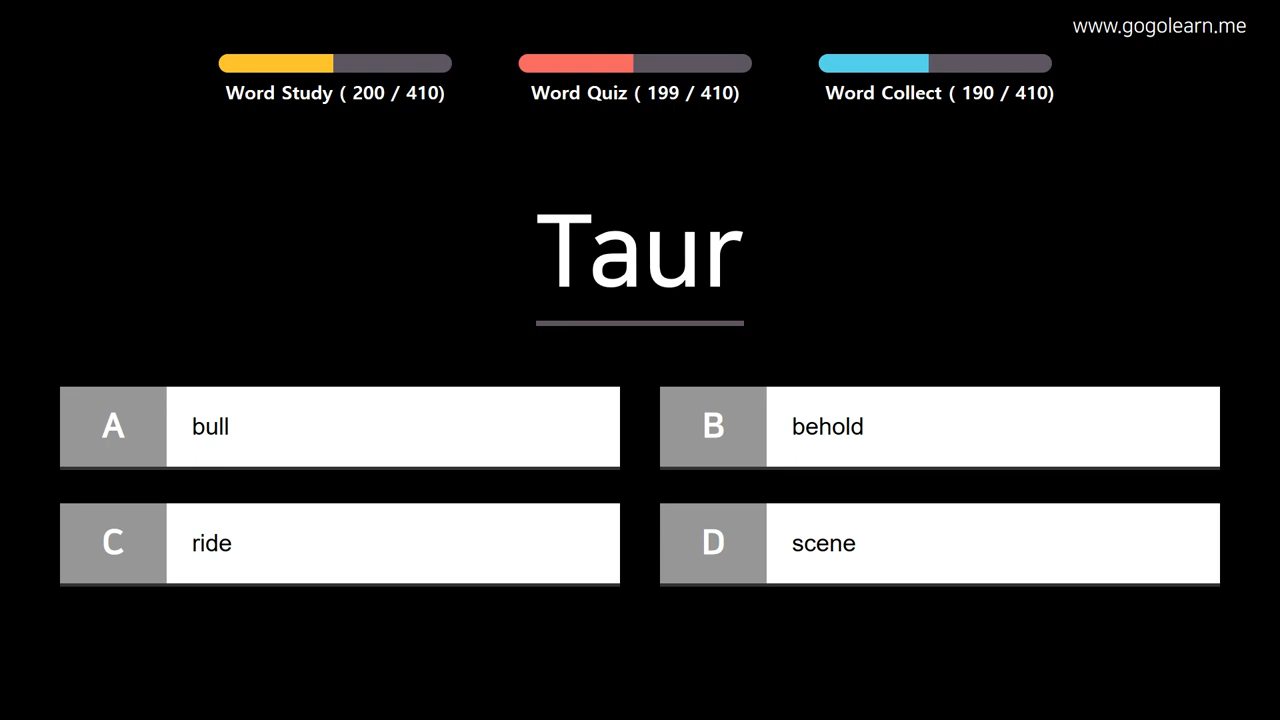 www.gogolearn.me
Word Study ( 200 / 410)
Word Quiz ( 199 / 410)
Word Collect ( 190 / 410)
Taur
A bull
B behold
C ride
D scene